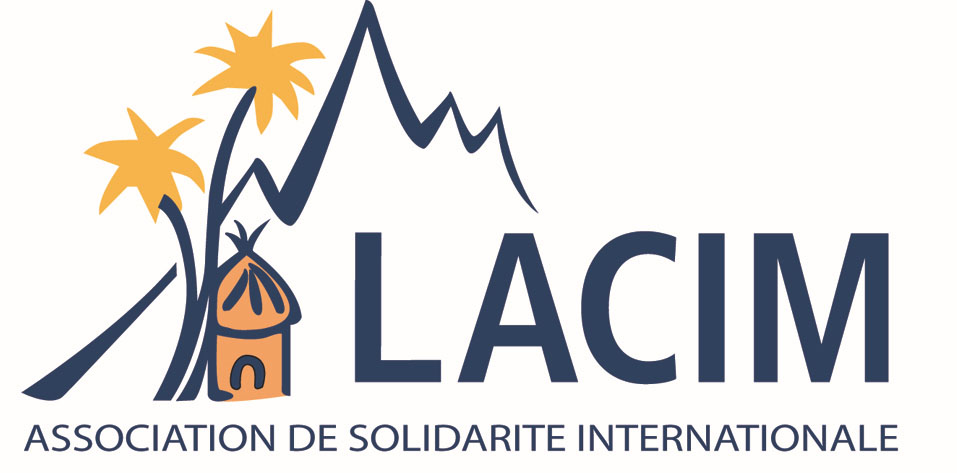 LACIM
ASSOCIATION DE SOLIDARITE INTERNATIONALE